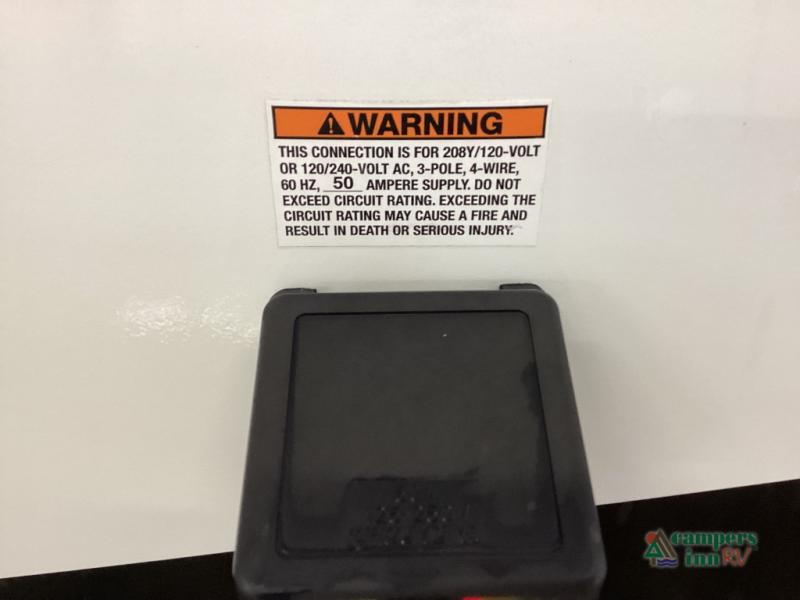 WARNING
THIS CONNECTION IS FOR 208Y/120-VOLT
OR 120/240-VOLT AC, 3-POLE, 4-WIRE,
60 HZ, 50 AMPERE SUPPLY. DO NOT
EXCEED CIRCUIT RATING. EXCEEDING THE
CIRCUIT RATING MAY CAUSE A FIRE AND
RESULT IN DEATH OR SERIOUS INJURY.
campers
inn RV